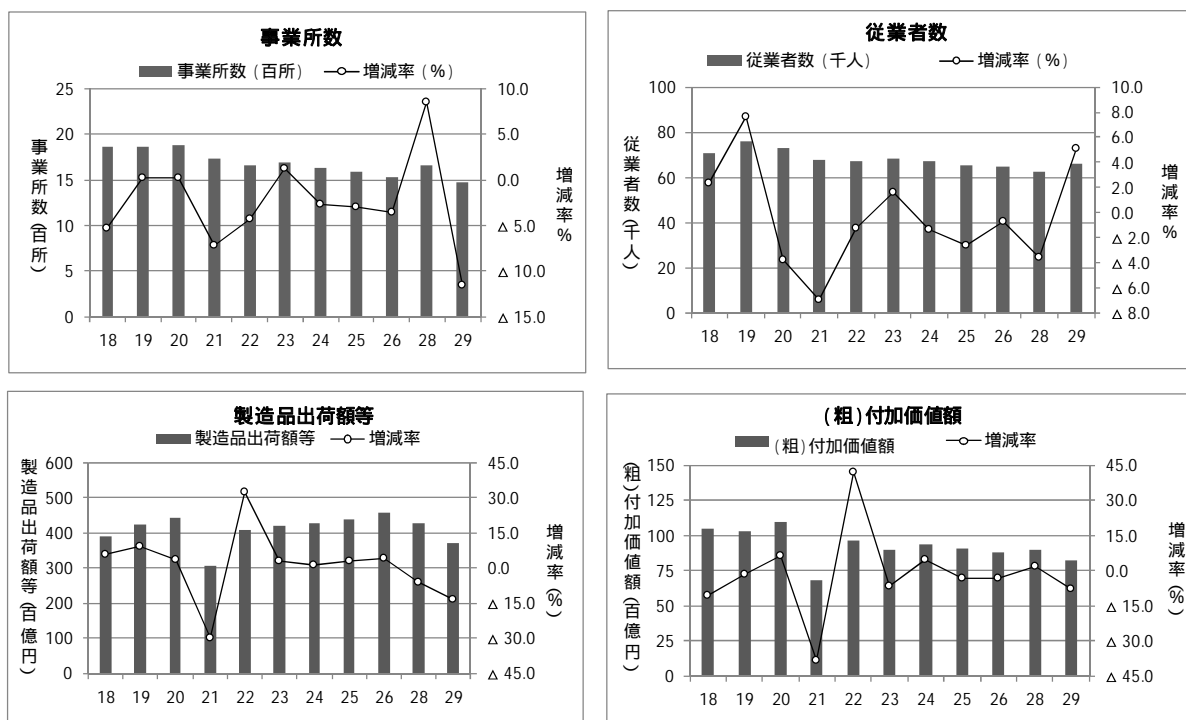 事業所数
事業所数(百所)
増減率(%)
25
20
15
10
5
0
事業所数(百所)
10.0
5.0
0.0
△ 5.0
△ 10.0
△ 15.0
増減率%
18 19 20 21 22 23 24 25 26 28 29
従業者数
従業者数(千人)
増減率(%)
100
80
60
40
20
0
従業者数(千人)
10.0
8.0
6.0
4.0
2.0
0.0
△ 2.0
△ 4.0
△ 6.0
△ 8.0
増減率%
18 19 20 21 22 23 24 25 26 28 29
製造品出荷額等
製造品出荷額等
増減率
600
500
400
300
200
100
0
製造品出荷額等(百億円)
45.0
30.0
15.0
0.0
△ 15.0
△ 30.0
△ 45.0
増減率(%)
18 19 20 21 22 23 24 25 26 28 29
(粗)付加価値額
(粗)付加価値額
増減率
150
125
100
75
50
25
0
(粗)付加価値額(百億円)
45.0
30.0
15.0
0.0
△ 15.0
△ 30.0
△ 45.0
増減率(%)
18 19 20 21 22 23 24 25 26 28 29